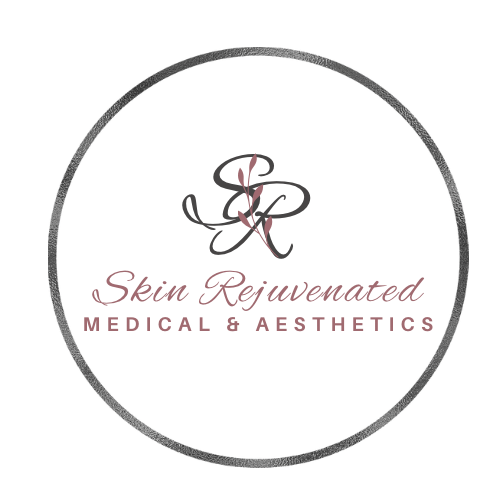 SR
Skin Rejuvenated
MEDICAL & AESTHETICS